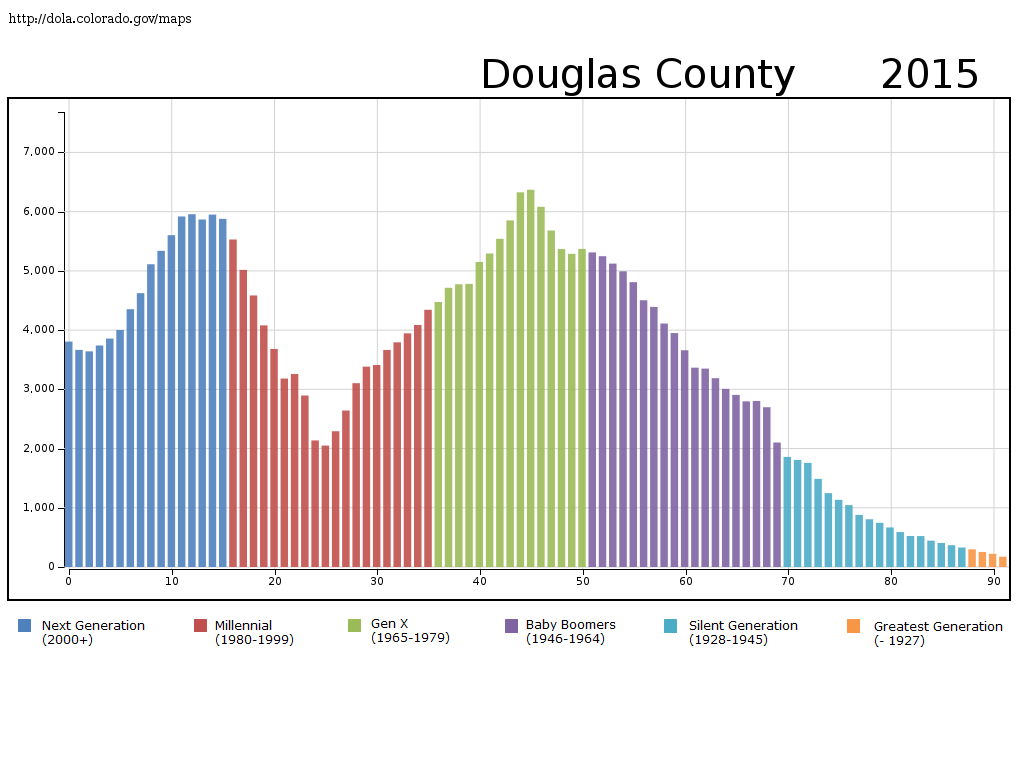 http://dola.colorado.gov/maps
Douglas County 2015
7,000
6,000
5,000
4,000
3,000
2,000
1,000
0
0 10 20 30 40 50 60 70 80 90
Next Generation
(2000+)
Millennial
(1980-1999)
Gen X
(1965-1979)
Baby Boomers
(1946-1964)
Silent Generation
(1928-1945)
Greatest Generation
(- 1927)